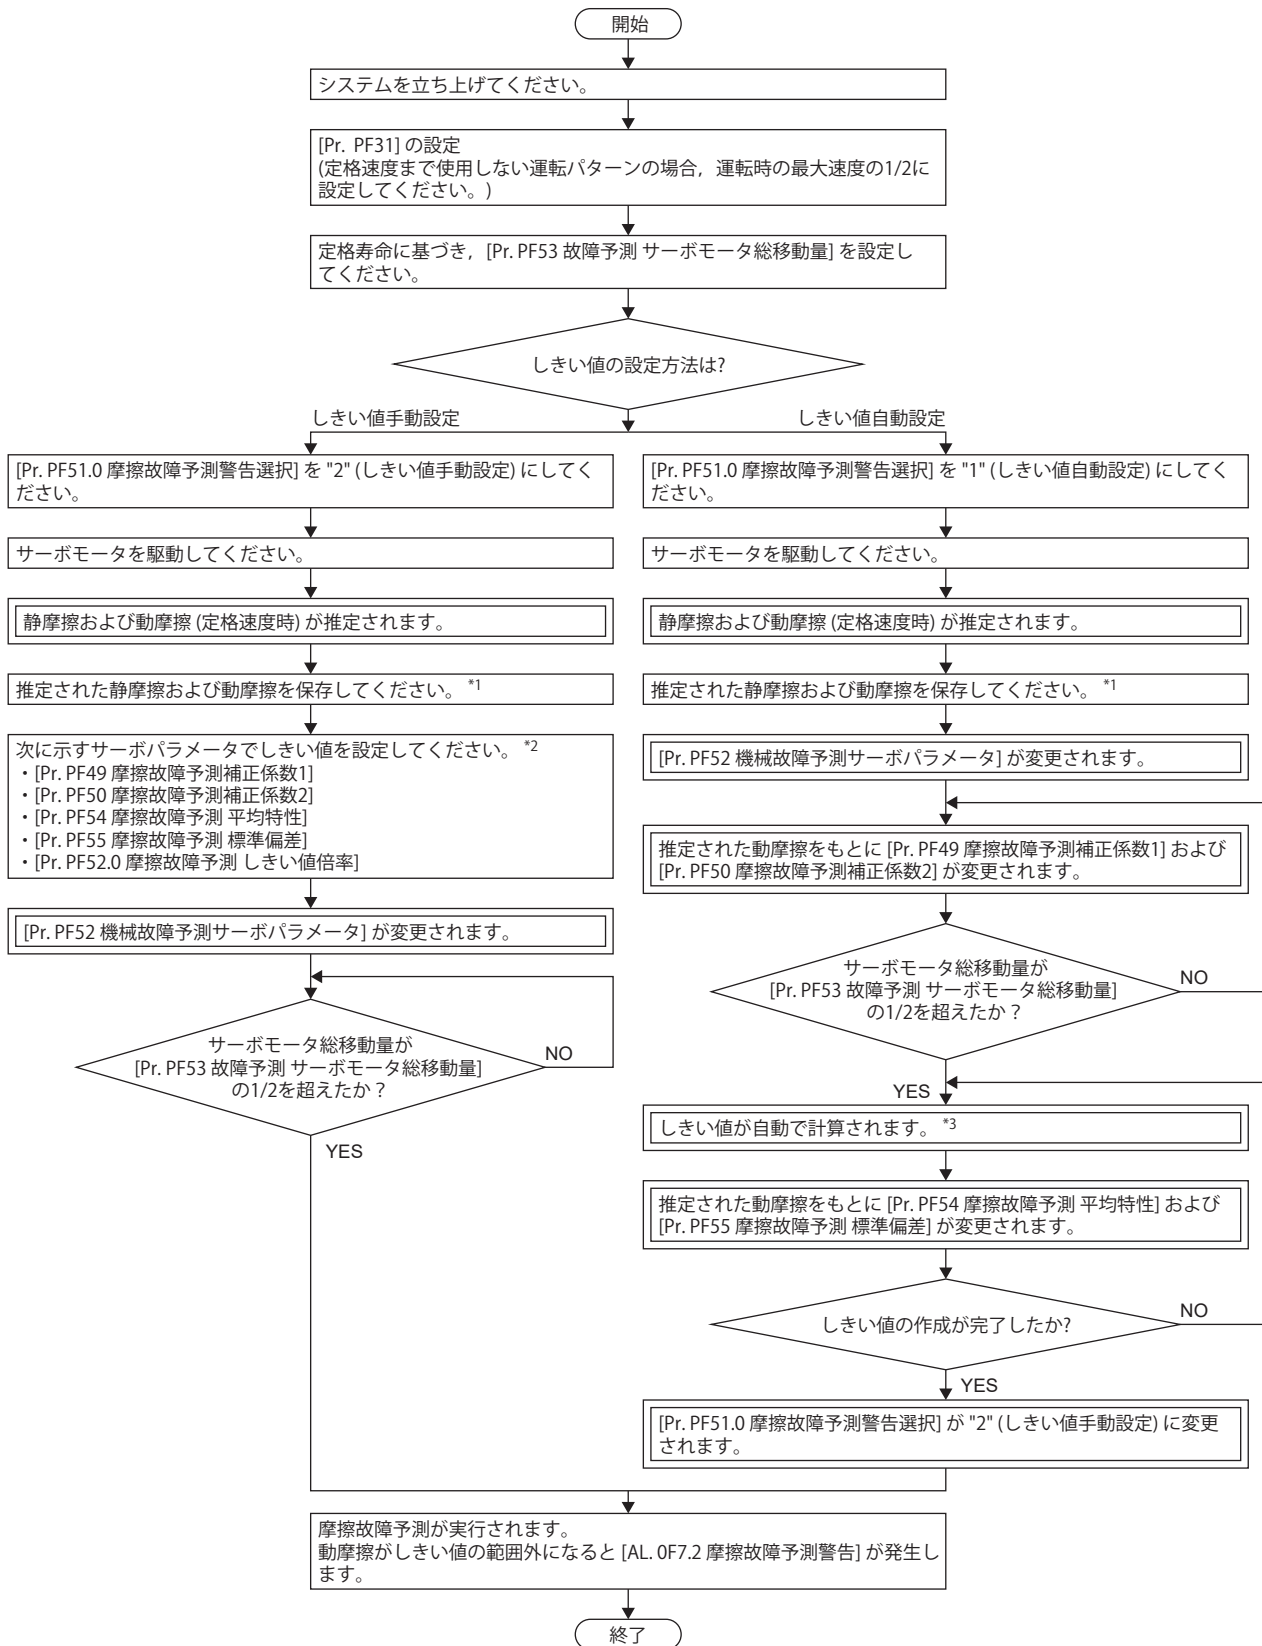 開始
システムを立ち上げてください。
[Pr. PF31] の設定
(定格速度まで使用しない運転パターンの場合，運転時の最大速度の1/2に
設定してください。)
定格寿命に基づき，[Pr. PF53 故障予測 サーボモータ総移動量] を設定し
てください。
しきい値の設定方法は?
しきい値手動設定
しきい値自動設定
[Pr. PF51.0 摩擦故障予測警告選択] を "2" (しきい値手動設定) にしてく
ださい。
サーボモータを駆動してください。
静摩擦および動摩擦 (定格速度時) が推定されます。
推定された静摩擦および動摩擦を保存してください。 *1
次に示すサーボパラメータでしきい値を設定してください。 *2
・[Pr. PF49 摩擦故障予測補正係数1]
・[Pr. PF50 摩擦故障予測補正係数2]
・[Pr. PF54 摩擦故障予測 平均特性]
・[Pr. PF55 摩擦故障予測 標準偏差]
・[Pr. PF52.0 摩擦故障予測 しきい値倍率]
[Pr. PF52 機械故障予測サーボパラメータ] が変更されます。
サーボモータ総移動量が
[Pr. PF53 故障予測 サーボモータ総移動量]
の1/2を超えたか？
NO
YES
[Pr. PF51.0 摩擦故障予測警告選択] を "1" (しきい値自動設定) にしてく
ださい。
サーボモータを駆動してください。
静摩擦および動摩擦 (定格速度時) が推定されます。
推定された静摩擦および動摩擦を保存してください。 *1
[Pr. PF52 機械故障予測サーボパラメータ] が変更されます。
推定された動摩擦をもとに [Pr. PF49 摩擦故障予測補正係数1] および
[Pr. PF50 摩擦故障予測補正係数2] が変更されます。
サーボモータ総移動量が
[Pr. PF53 故障予測 サーボモータ総移動量]
の1/2を超えたか？
NO
YES
しきい値が自動で計算されます。 *3
推定された動摩擦をもとに [Pr. PF54 摩擦故障予測 平均特性] および
[Pr. PF55 摩擦故障予測 標準偏差] が変更されます。
しきい値の作成が完了したか?
NO
YES
[Pr. PF51.0 摩擦故障予測警告選択] が "2" (しきい値手動設定) に変更
されます。
摩擦故障予測が実行されます。
動摩擦がしきい値の範囲外になると [AL. 0F7.2 摩擦故障予測警告] が発生し
ます。
終了